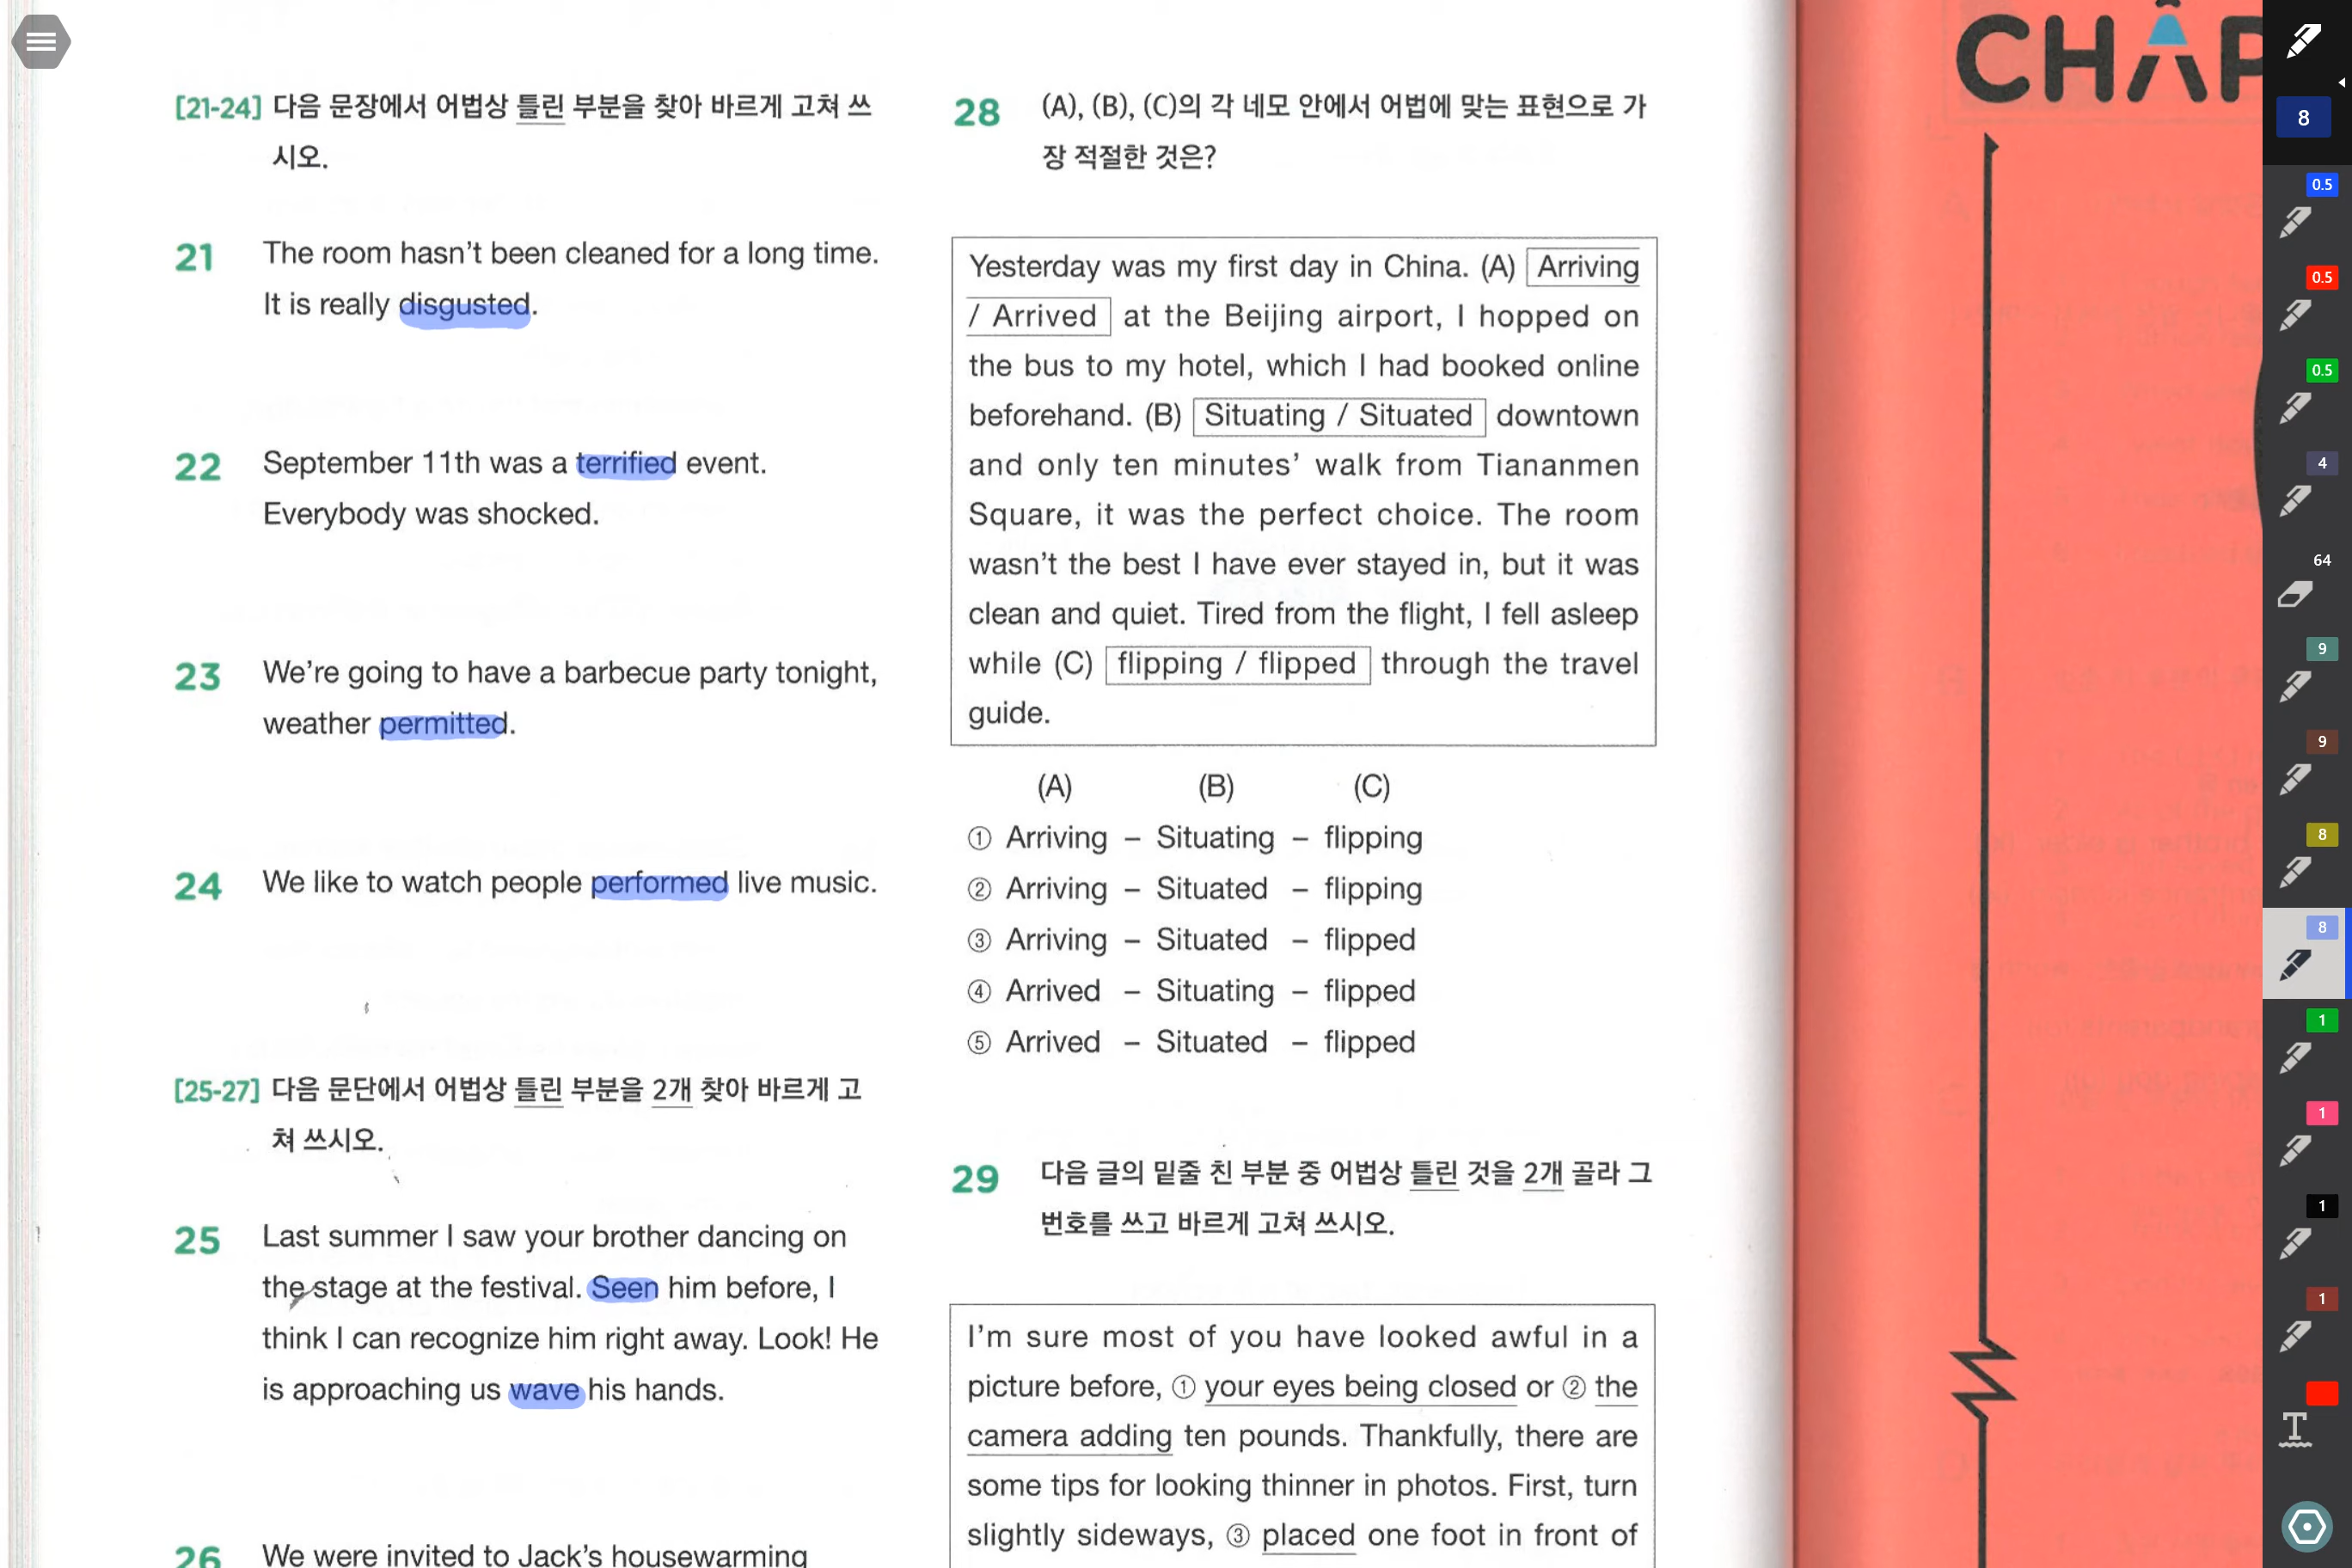 [21-24] 다음 문장에서 어법상 틀린 부분을 찾아 바르게 고쳐 쓰
시오.
21 The room hasn't been cleaned for a long time.
It is really disgusted.
22 September 11th was a terrified event.
Everybody was shocked.
23 We're going to have a barbecue party tonight,
weather permitted.
24 We like to watch people performed live music.
[25-27] 다음 문단에서 어법상 틀린 부분을 2개 찾아 바르게 고
쳐 쓰시오.
25 Last summer I saw your brother dancing on
the stage at the festival. Seen him before, I
think I can recognize him right away. Look! He
is approaching us wave his hands.
26 We were invited to Jack's housewarming
28 (A), (B), (C)의 각 네모 안에서 어법에 맞는 표현으로 가
장 적절한 것은?
Yesterday was my first day in China. (A) Arriving
/ Arrived at the Beijing airport, I hopped on
the bus to my hotel, which I had booked online
beforehand. (B) Situating / Situated downtown
and only ten minutes' walk from Tiananmen
Square, it was the perfect choice. The room
wasn't the best I have ever stayed in, but it was
clean and quiet. Tired from the flight, I fell asleep
while (C) flipping / flipped through the travel
guide.
(A) (B) (C)
① Arriving – Situating – flipping
② Arriving – Situated – flipping
③ Arriving – Situated – flipped
④ Arrived – Situating – flipped
⑤ Arrived – Situated – flipped
29 다음 글의 밑줄 친 부분 중 어법상 틀린 것을 2개 골라 그
번호를 쓰고 바르게 고쳐 쓰시오.
I'm sure most of you have looked awful in a
picture before, ① your eyes being closed or ② the
camera adding ten pounds. Thankfully, there are
some tips for looking thinner in photos. First, turn
slightly sideways, ③ placed one foot in front of
CHAP
8
0.5
0.5
0.5
4
64
9
9
8
8
1
1
1
1
T